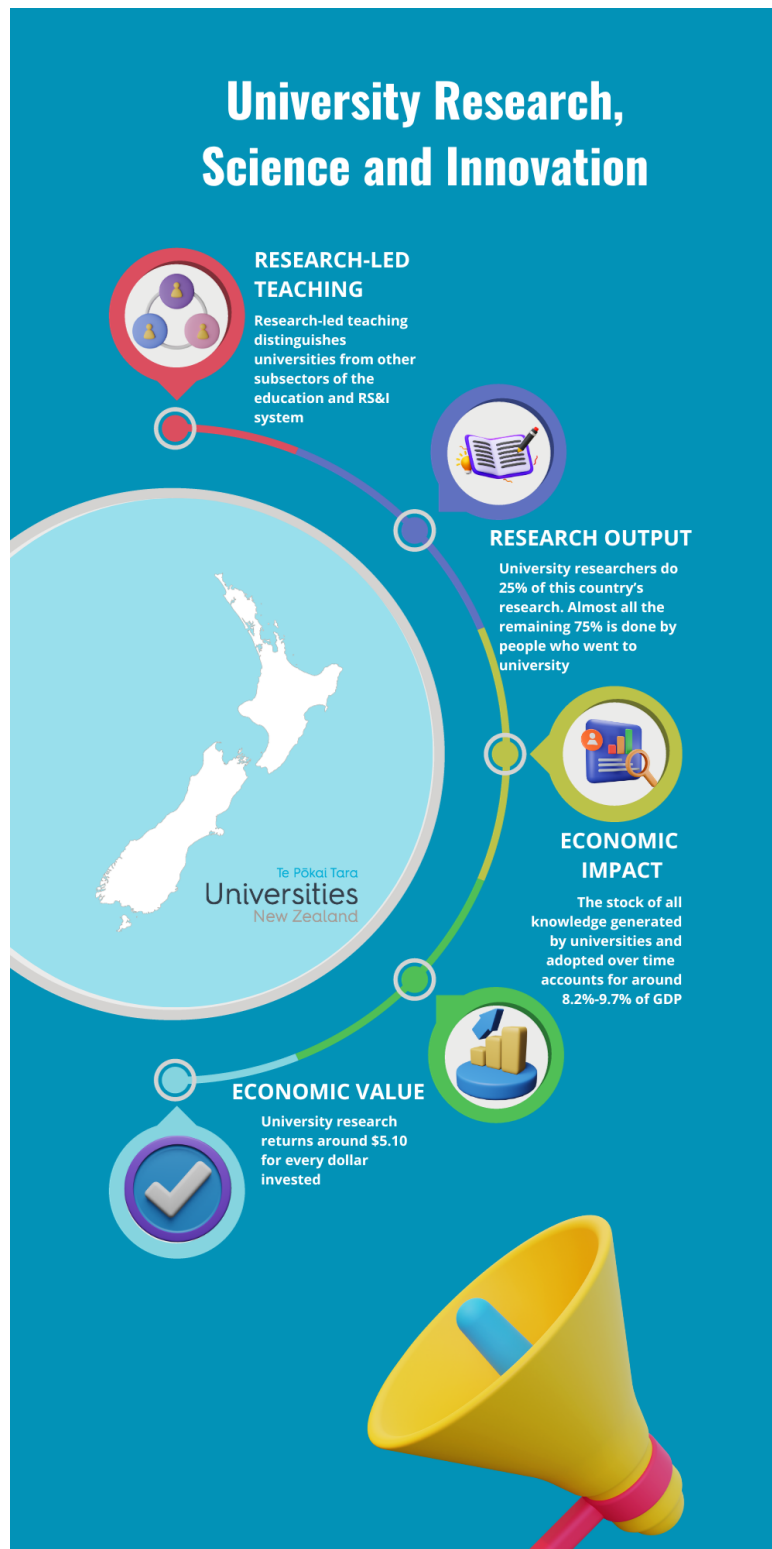 University Research,
Science and Innovation
RESEARCH-LED
TEACHING
Research-led teaching
distinguishes
universities from other
subsectors of the
education and RS&I
system
RESEARCH OUTPUT
University researchers do
25% of this country's
research. Almost all the
remaining 75% is done by
people who went to
university
ECONOMIC
IMPACT
The stock of all
knowledge generated
by universities and
adopted over time
accounts for around
8.2%-9.7% of GDP
Te Pōkai Tara
Universities
New Zealand
ECONOMIC VALUE
University research
returns around $5.10
for every dollar
invested